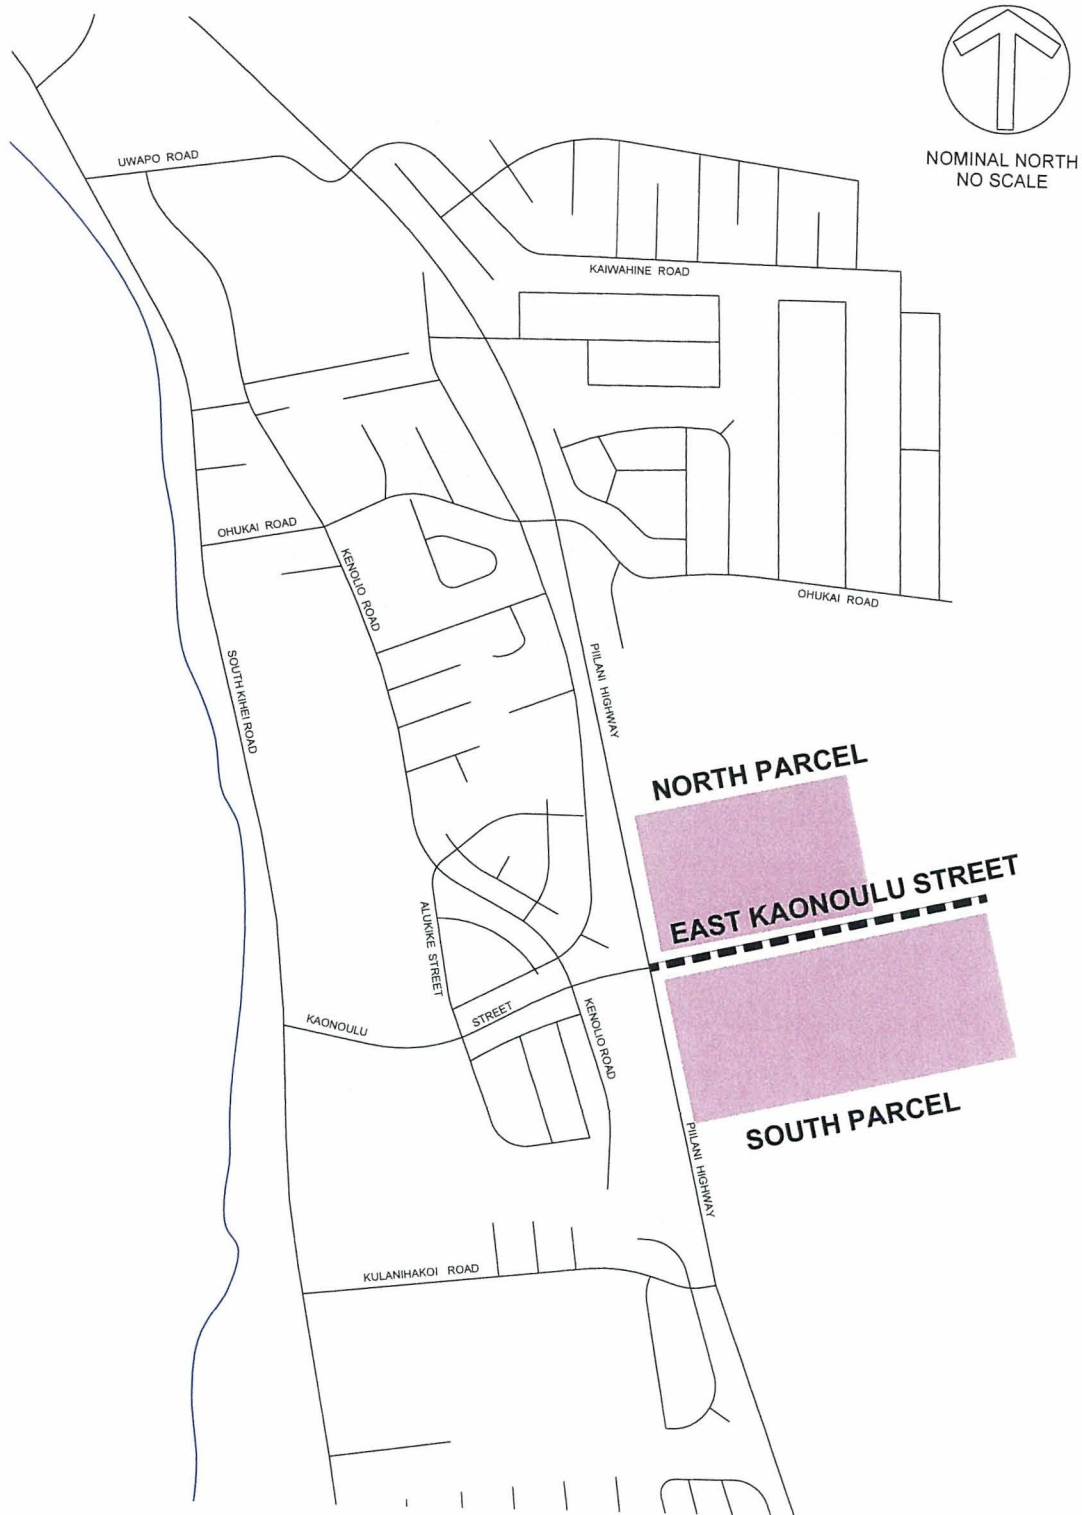 NOMINAL NORTH
NO SCALE
UWAPO ROAD
KAIWAHINE ROAD
OHUKAI ROAD
KENOLIO ROAD
OHUKAI ROAD
SOUTH KIHEI ROAD
PIILANI HIGHWAY
NORTH PARCEL
EAST KAONOULU STREET
ALUKIKE STREET
KAONOULU
STREET
KENOLIO ROAD
SOUTH PARCEL
PIILANI HIGHWAY
KULANIHAKOI ROAD